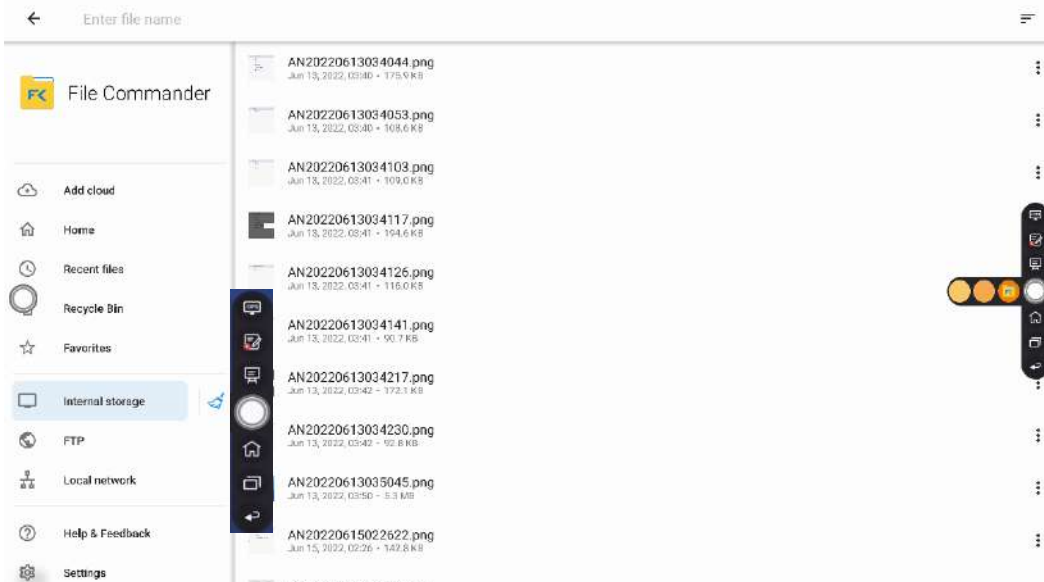 Enter file name
File Commander
Add cloud
Home
Recent files
Recycle Bin
Favorites
Internal storage
FTP
Local network
Help & Feedback
Settings
AN20220613034044.png
Jun 13, 2022, 03:40 • 175.9 KB
AN20220613034053.png
Jun 13, 2022, 03:40 • 108.6 KB
AN20220613034103.png
Jun 13, 2022, 03:41 • 109.0 KB
AN20220613034117.png
Jun 13, 2022, 03:41 • 194.6 KB
AN20220613034126.png
Jun 13, 2022, 03:41 • 116.0 KB
AN20220613034141.png
Jun 13, 2022, 03:41 • 90.7 KB
AN20220613034217.png
Jun 13, 2022, 03:42 • 172.1 KB
AN20220613034230.png
Jun 13, 2022, 03:42 • 92.8 KB
AN20220613035045.png
Jun 13, 2022, 03:50 • 5.3 MB
AN20220615022622.png
Jun 15, 2022, 02:26 • 142.8 KB